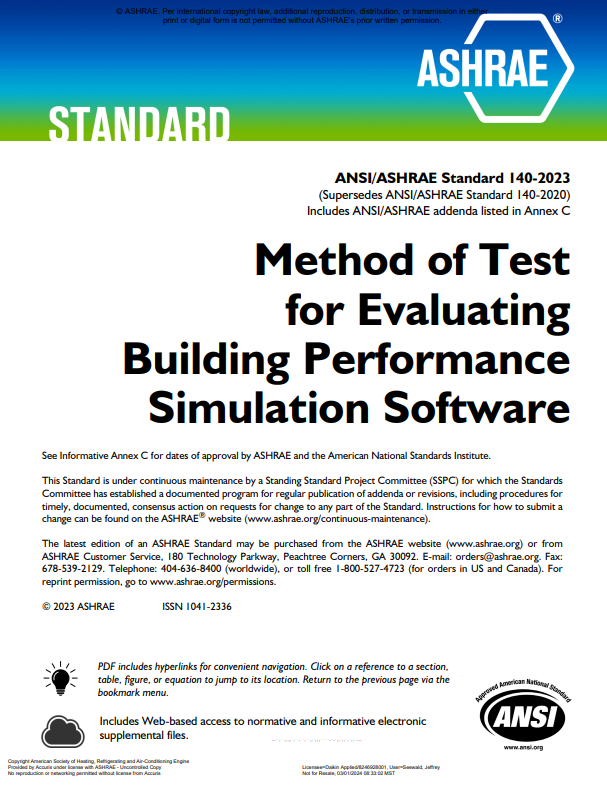 © ASHRAE. Per international copyright law, additional reproduction, distribution, or transmission in either
print or digital form is not permitted without ASHRAE's prior written permission.
ASHRAE®
STANDARD
ANSI/ASHRAE Standard 140-2023
(Supersedes ANSI/ASHRAE Standard 140-2020)
Includes ANSI/ASHRAE addenda listed in Annex C
Method of Test
for Evaluating
Building Performance
Simulation Software
See Informative Annex C for dates of approval by ASHRAE and the American National Standards Institute.
This Standard is under continuous maintenance by a Standing Standard Project Committee (SSPC) for which the Standards
Committee has established a documented program for regular publication of addenda or revisions, including procedures for
timely, documented, consensus action on requests for change to any part of the Standard. Instructions for how to submit a
change can be found on the ASHRAE® website (www.ashrae.org/continuous-maintenance).
The latest edition of an ASHRAE Standard may be purchased from the ASHRAE website (www.ashrae.org) or from
ASHRAE Customer Service, 180 Technology Parkway, Peachtree Corners, GA 30092. E-mail: orders@ashrae.org. Fax:
678-539-2129. Telephone: 404-636-8400 (worldwide), or toll free 1-800-527-4723 (for orders in US and Canada). For
reprint permission, go to www.ashrae.org/permissions.
© 2023 ASHRAE ISSN 1041-2336
PDF includes hyperlinks for convenient navigation. Click on a reference to a section,
table, figure, or equation to jump to its location. Return to the previous page via the
bookmark menu.
Includes Web-based access to normative and informative electronic
supplemental files.
Approved American National Standard
ANSI
www.ansi.org
Copyright American Society of Heating, Refrigerating and Air-Conditioning Engine
Provided by Accuris under license with ASHRAE - Uncontrolled Copy
No reproduction or networking permitted without license from Accuris
Licensee=Daikin Applied/8246928001, User=Seewald, Jeffrey
Not for Resale, 03/01/2024 08:33:02 MST